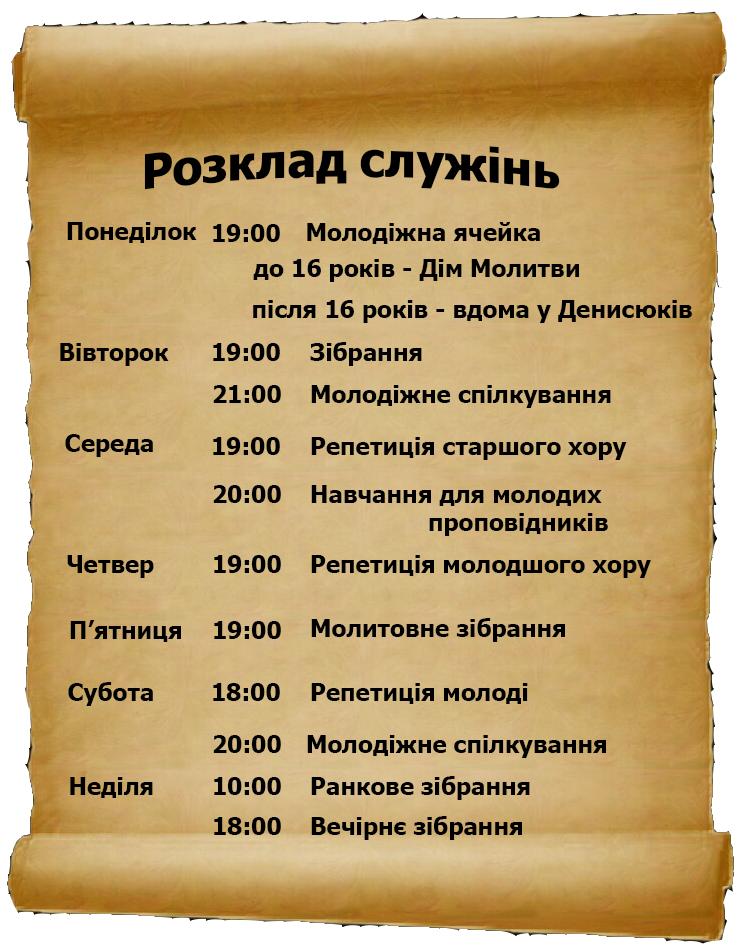 Розклад служінь
Понеділок 19:00 Молодіжна ячейка
до 16 років - Дім Молитви
після 16 років - вдома у Денисюків
Вівторок 19:00 Зібрання
21:00 Молодіжне спілкування
Середа 19:00 Репетиція старшого хору
20:00 Навчання для молодих
проповідників
Четвер 19:00 Репетиція молодшого хору
П’ятниця 19:00 Молитовне зібрання
Субота 18:00 Репетиція молоді
20:00 Молодіжне спілкування
Неділя 10:00 Ранкове зібрання
18:00 Вечірнє зібрання